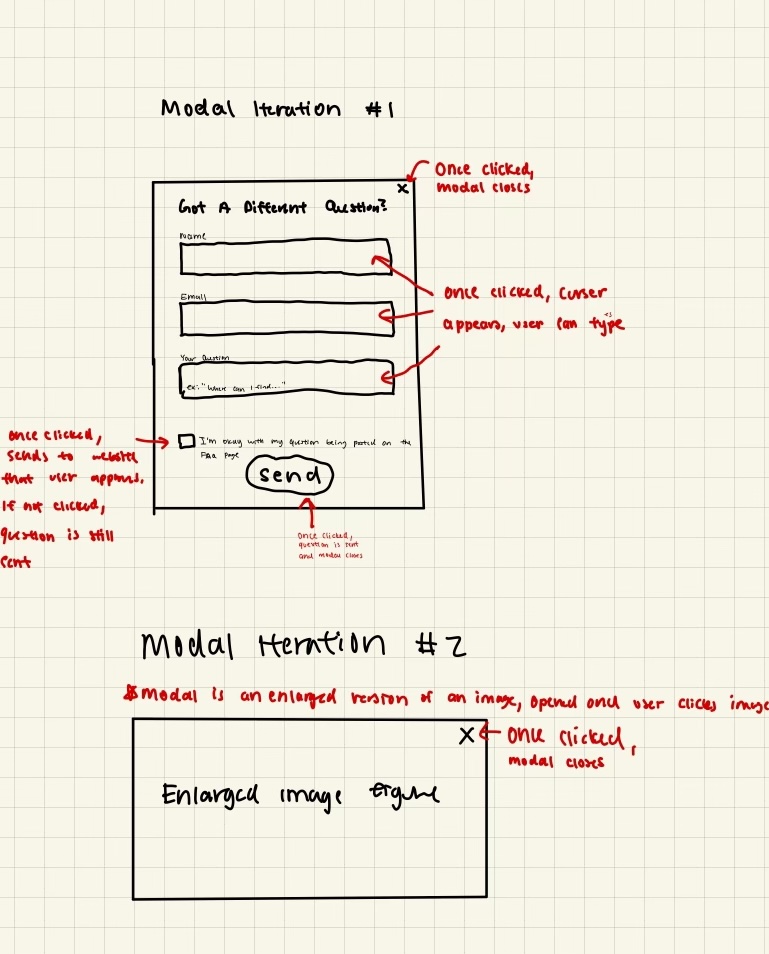 Modal Iteration #1
Once clicked,
modal closes
X
Got A Different Question?
Name
Email
Once clicked, curser
appears, user can type
Your Question
ex: "Where can I find..."
I'm okay with my question being posted on the
FAQ page
once clicked,
sends to website
that user approves.
If not clicked,
question is still
sent
send
Once clicked,
question is sent
and modal closes
Modal Iteration #2
Modal is an enlarged version of an image, opened once user clicks image
X
Once clicked,
modal closes
Enlarged image